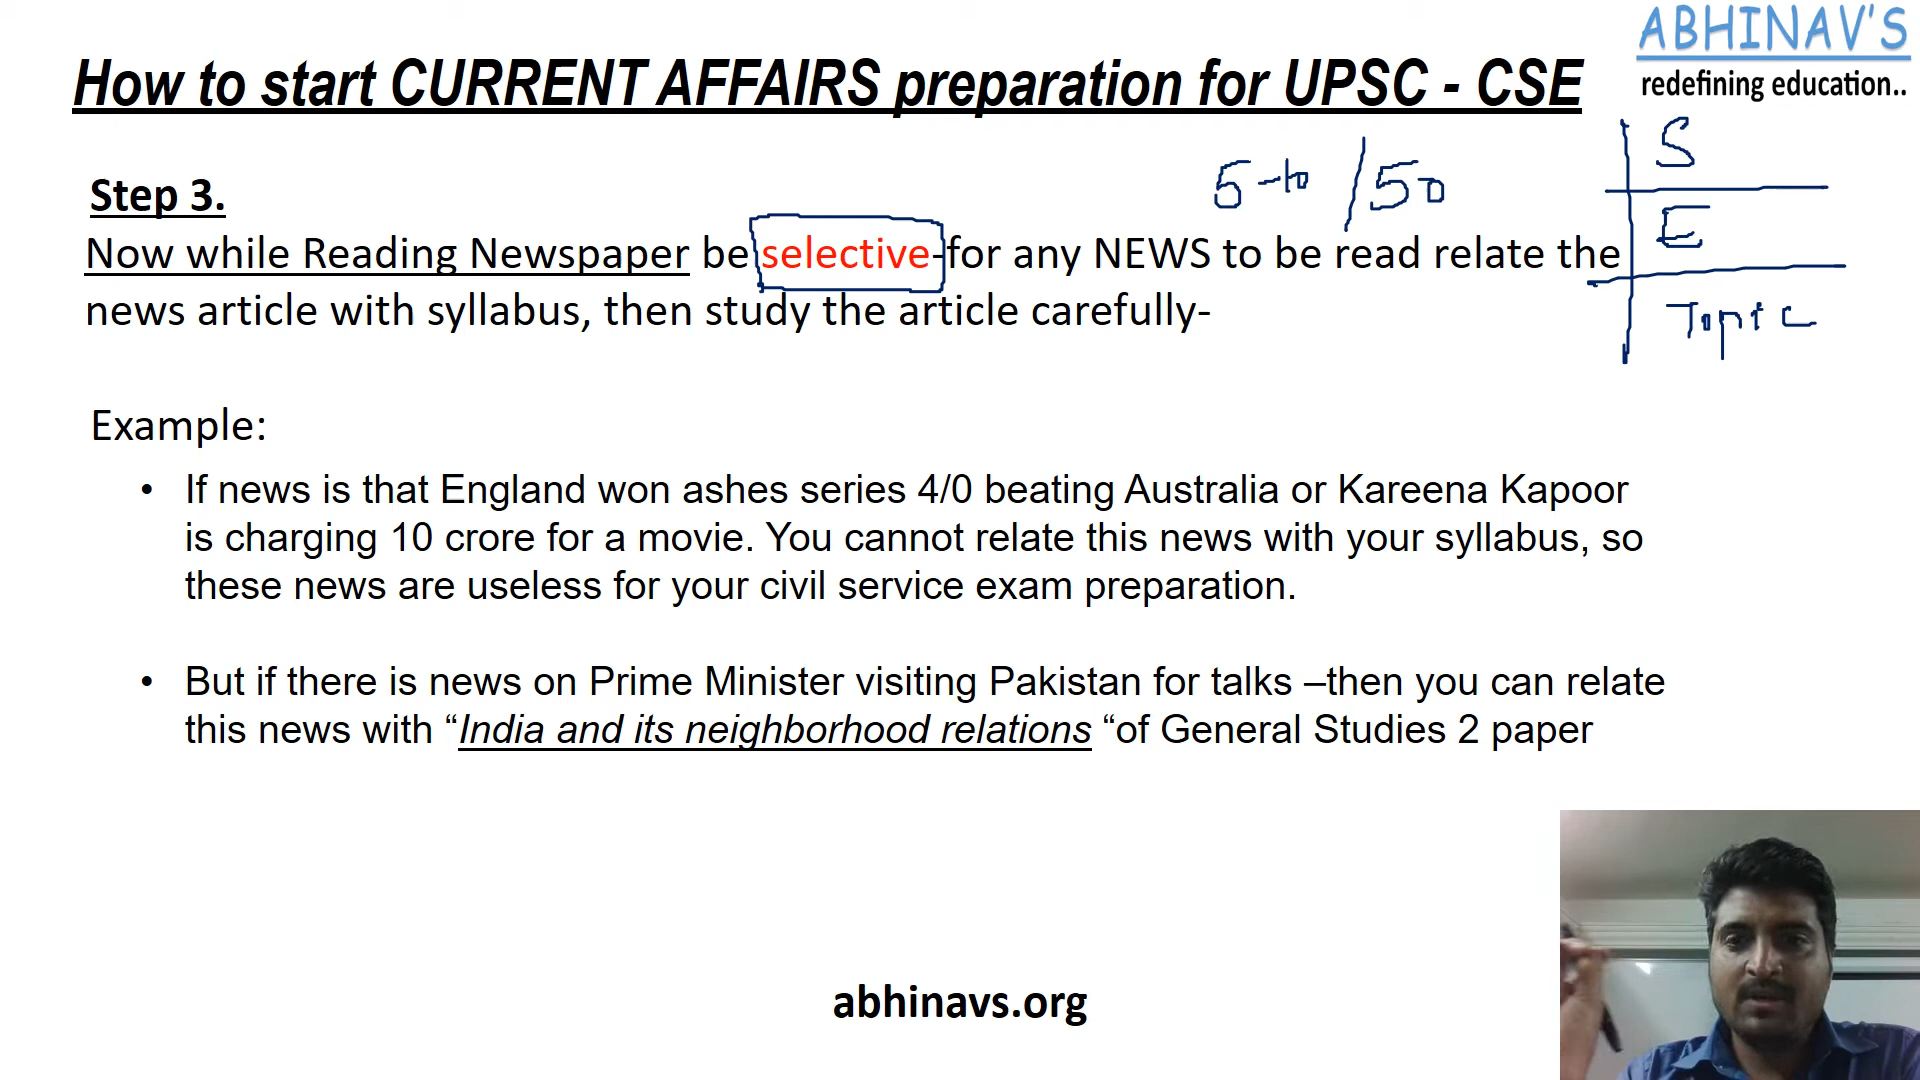 ABHINAV'S
redefining education..
How to start CURRENT AFFAIRS preparation for UPSC - CSE
S
5-10 / 50
Step 3.
E
Now while Reading Newspaper be selective-for any NEWS to be read relate the
news article with syllabus, then study the article carefully-
Topic
Example:
• If news is that England won ashes series 4/0 beating Australia or Kareena Kapoor
is charging 10 crore for a movie. You cannot relate this news with your syllabus, so
these news are useless for your civil service exam preparation.
• But if there is news on Prime Minister visiting Pakistan for talks –then you can relate
this news with “India and its neighborhood relations “of General Studies 2 paper
abhinavs.org